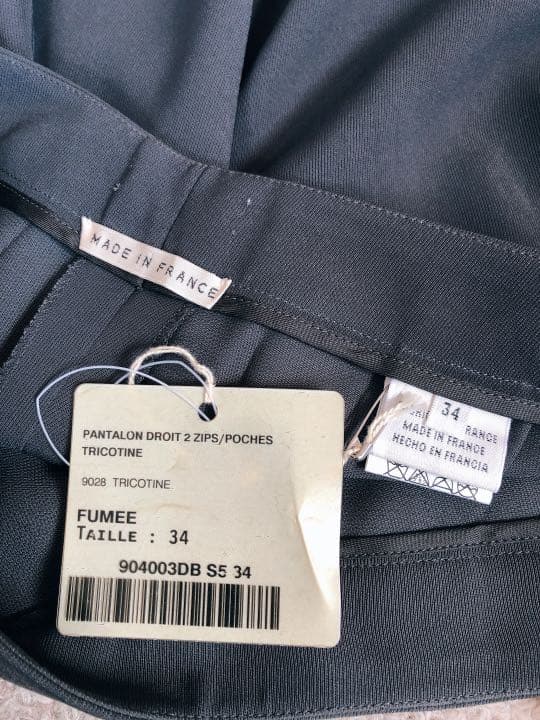 MADE IN FRANCE
PANTALON DROIT 2 ZIPS/POCHES
TRICOTINE
9028 TRICOTINE
FUMEE
TAILLE : 34
904003DB S5 34
34
RANGE
MADE IN FRANCE
HECHO EN FRANCIA